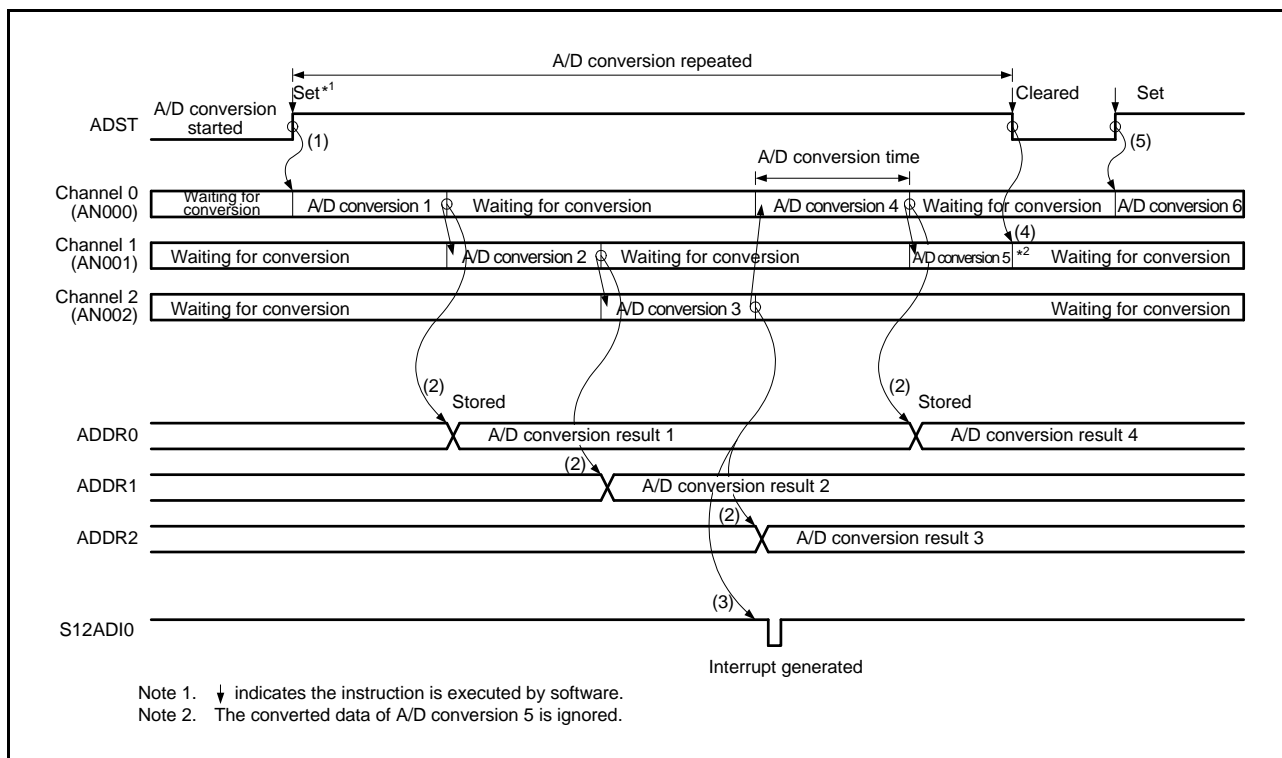 A/D conversion repeated
Set*1
Cleared
Set
A/D conversion
started
ADST
(1)
(5)
A/D conversion time
Channel 0
(AN000)
Waiting for
conversion
A/D conversion 1
Waiting for conversion
A/D conversion 4
Waiting for conversion
A/D conversion 6
(4)
Channel 1
(AN001)
Waiting for conversion
A/D conversion 2
Waiting for conversion
A/D conversion 5
*2
Waiting for conversion
Channel 2
(AN002)
Waiting for conversion
A/D conversion 3
Waiting for conversion
(2)
Stored
(2)
Stored
ADDR0
A/D conversion result 1
A/D conversion result 4
(2)
ADDR1
A/D conversion result 2
(2)
ADDR2
A/D conversion result 3
(3)
S12ADI0
Interrupt generated
Note 1. ↓ indicates the instruction is executed by software.
Note 2. The converted data of A/D conversion 5 is ignored.